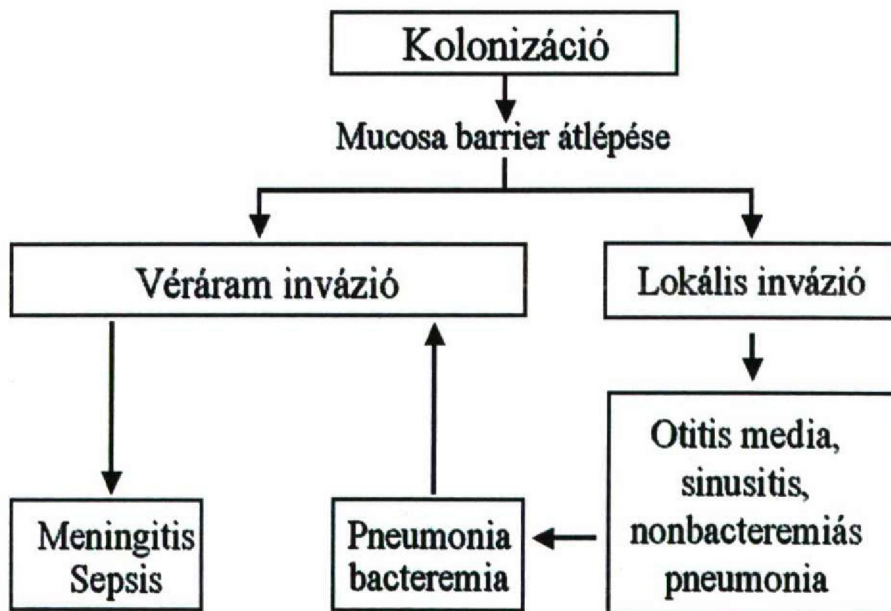 Kolonizáció
Mucosa barrier átlépése
Véráram invázió
Lokális invázió
Otitis media,
sinusitis,
nonbacteremiás
pneumonia
Pneumonia
bacteremia
Meningitis
Sepsis